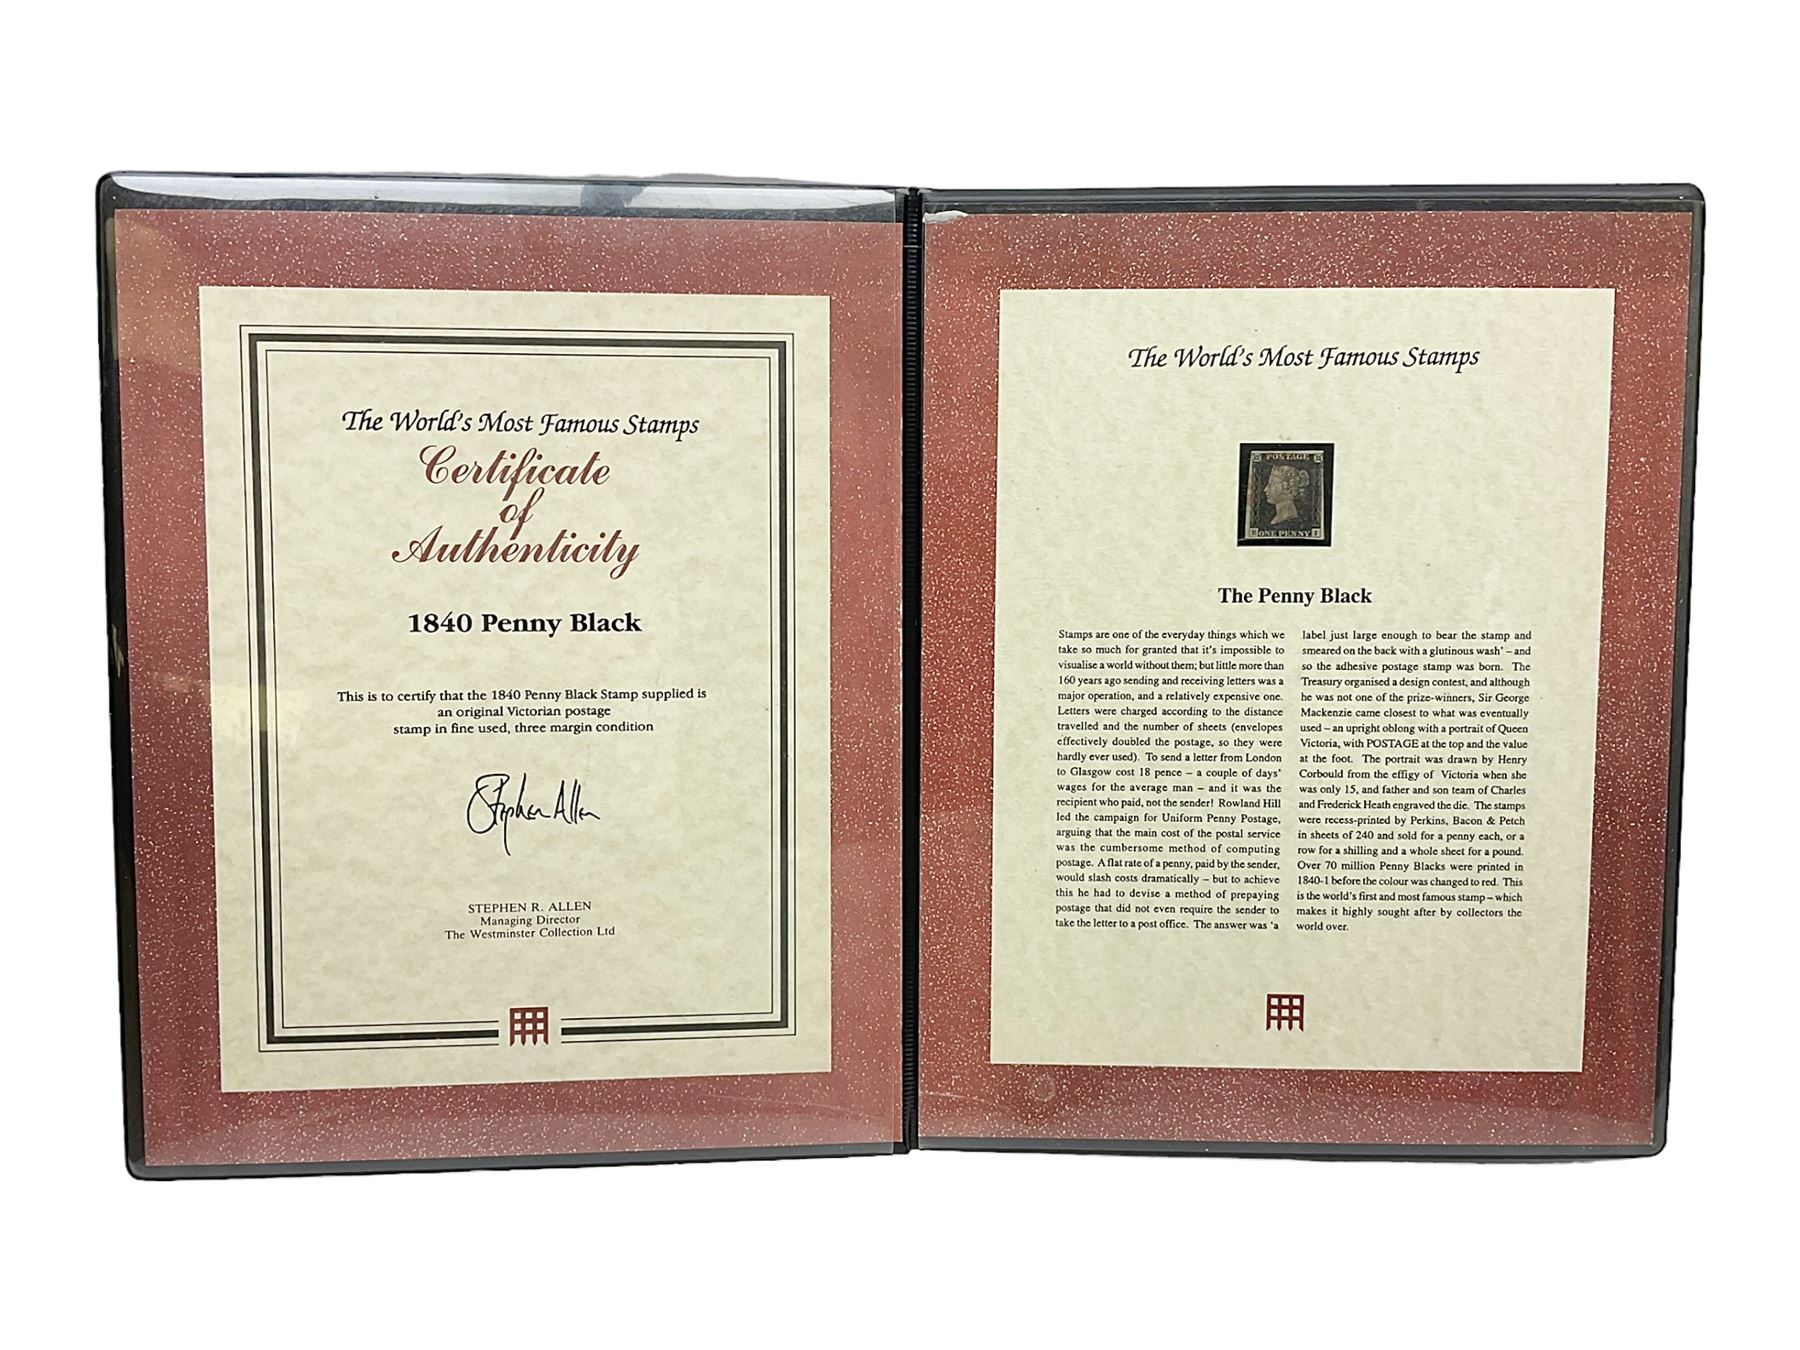 The World's Most Famous Stamps
Certificate
of
Authenticity
1840 Penny Black
This is to certify that the 1840 Penny Black Stamp supplied is
an original Victorian postage
stamp in fine used, three margin condition
Stephen Allen
STEPHEN R. ALLEN
Managing Director
The Westminster Collection Ltd
The World's Most Famous Stamps
POSTAGE
ONE PENNY
The Penny Black
Stamps are one of the everyday things which we
take so much for granted that it's impossible to
visualise a world without them; but little more than
160 years ago sending and receiving letters was a
major operation, and a relatively expensive one.
Letters were charged according to the distance
travelled and the number of sheets (envelopes
effectively doubled the postage, so they were
hardly ever used). To send a letter from London
to Glasgow cost 18 pence – a couple of days'
wages for the average man – and it was the
recipient who paid, not the sender! Rowland Hill
led the campaign for Uniform Penny Postage,
arguing that the main cost of the postal service
was the cumbersome method of computing
postage. A flat rate of a penny, paid by the sender,
would slash costs dramatically – but to achieve
this he had to devise a method of prepaying
postage that did not even require the sender to
take the letter to a post office. The answer was 'a
label just large enough to bear the stamp and
smeared on the back with a glutinous wash' – and
so the adhesive postage stamp was born. The
Treasury organised a design contest, and although
he was not one of the prize-winners, Sir George
Mackenzie came closest to what was eventually
used – an upright oblong with a portrait of Queen
Victoria, with POSTAGE at the top and the value
at the foot. The portrait was drawn by Henry
Corbould from the effigy of Victoria when she
was only 15, and father and son team of Charles
and Frederick Heath engraved the die. The stamps
were recess-printed by Perkins, Bacon & Petch
in sheets of 240 and sold for a penny each, or a
row for a shilling and a whole sheet for a pound.
Over 70 million Penny Blacks were printed in
1840-1 before the colour was changed to red. This
is the world's first and most famous stamp – which
makes it highly sought after by collectors the
world over.